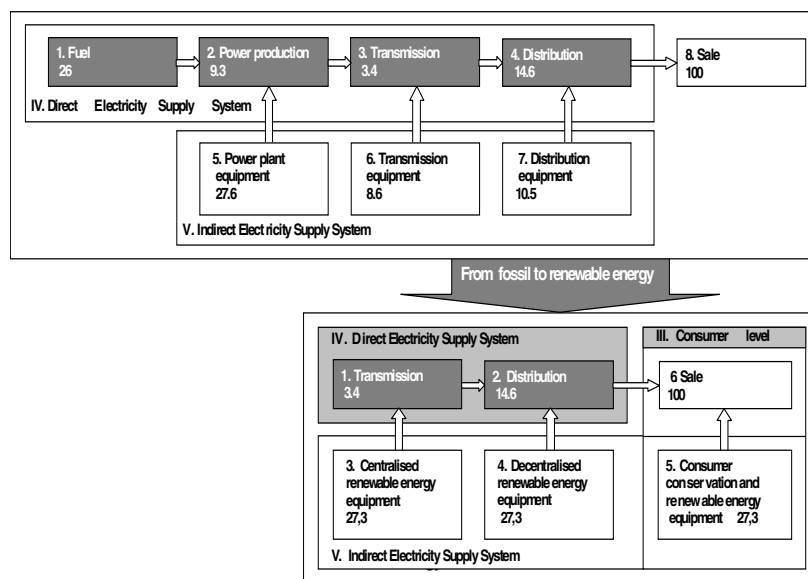 1. Fuel
26
2. Power production
9.3
3. Transmission
3.4
4. Distribution
14.6
8. Sale
100
IV. Direct Electricity Supply System
5. Power plant
equipment
27.6
6. Transmission
equipment
8.6
7. Distribution
equipment
10.5
V. Indirect Electricity Supply System
From fossil to renewable energy
IV. Direct Electricity Supply System
III. Consumer level
1. Transmission
3.4
2. Distribution
14.6
6 Sale
100
3. Centralised
renewable energy
equipment
27,3
4. Decentralised
renewable energy
equipment
27,3
5. Consumer
conservation and
renewable energy
equipment 27,3
V. Indirect Electricity Supply System